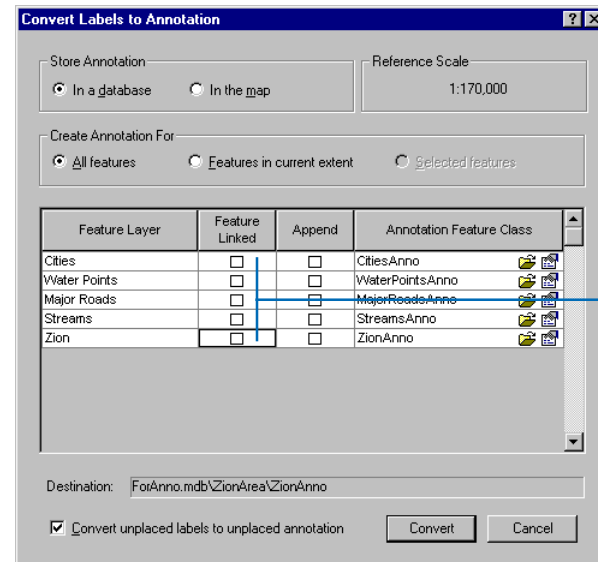 Convert Labels to Annotation
Store Annotation
In a database
In the map
Reference Scale
1:170,000
Create Annotation For
All features
Features in current extent
Selected features
Feature Layer
Feature Linked
Append
Annotation Feature Class
Cities
CitiesAnno
Water Points
WaterPointsAnno
Major Roads
MajorRoadsAnno
Streams
StreamsAnno
Zion
ZionAnno
Destination: ForAnno.mdb\ZionArea\ZionAnno
Convert unplaced labels to unplaced annotation
Convert
Cancel